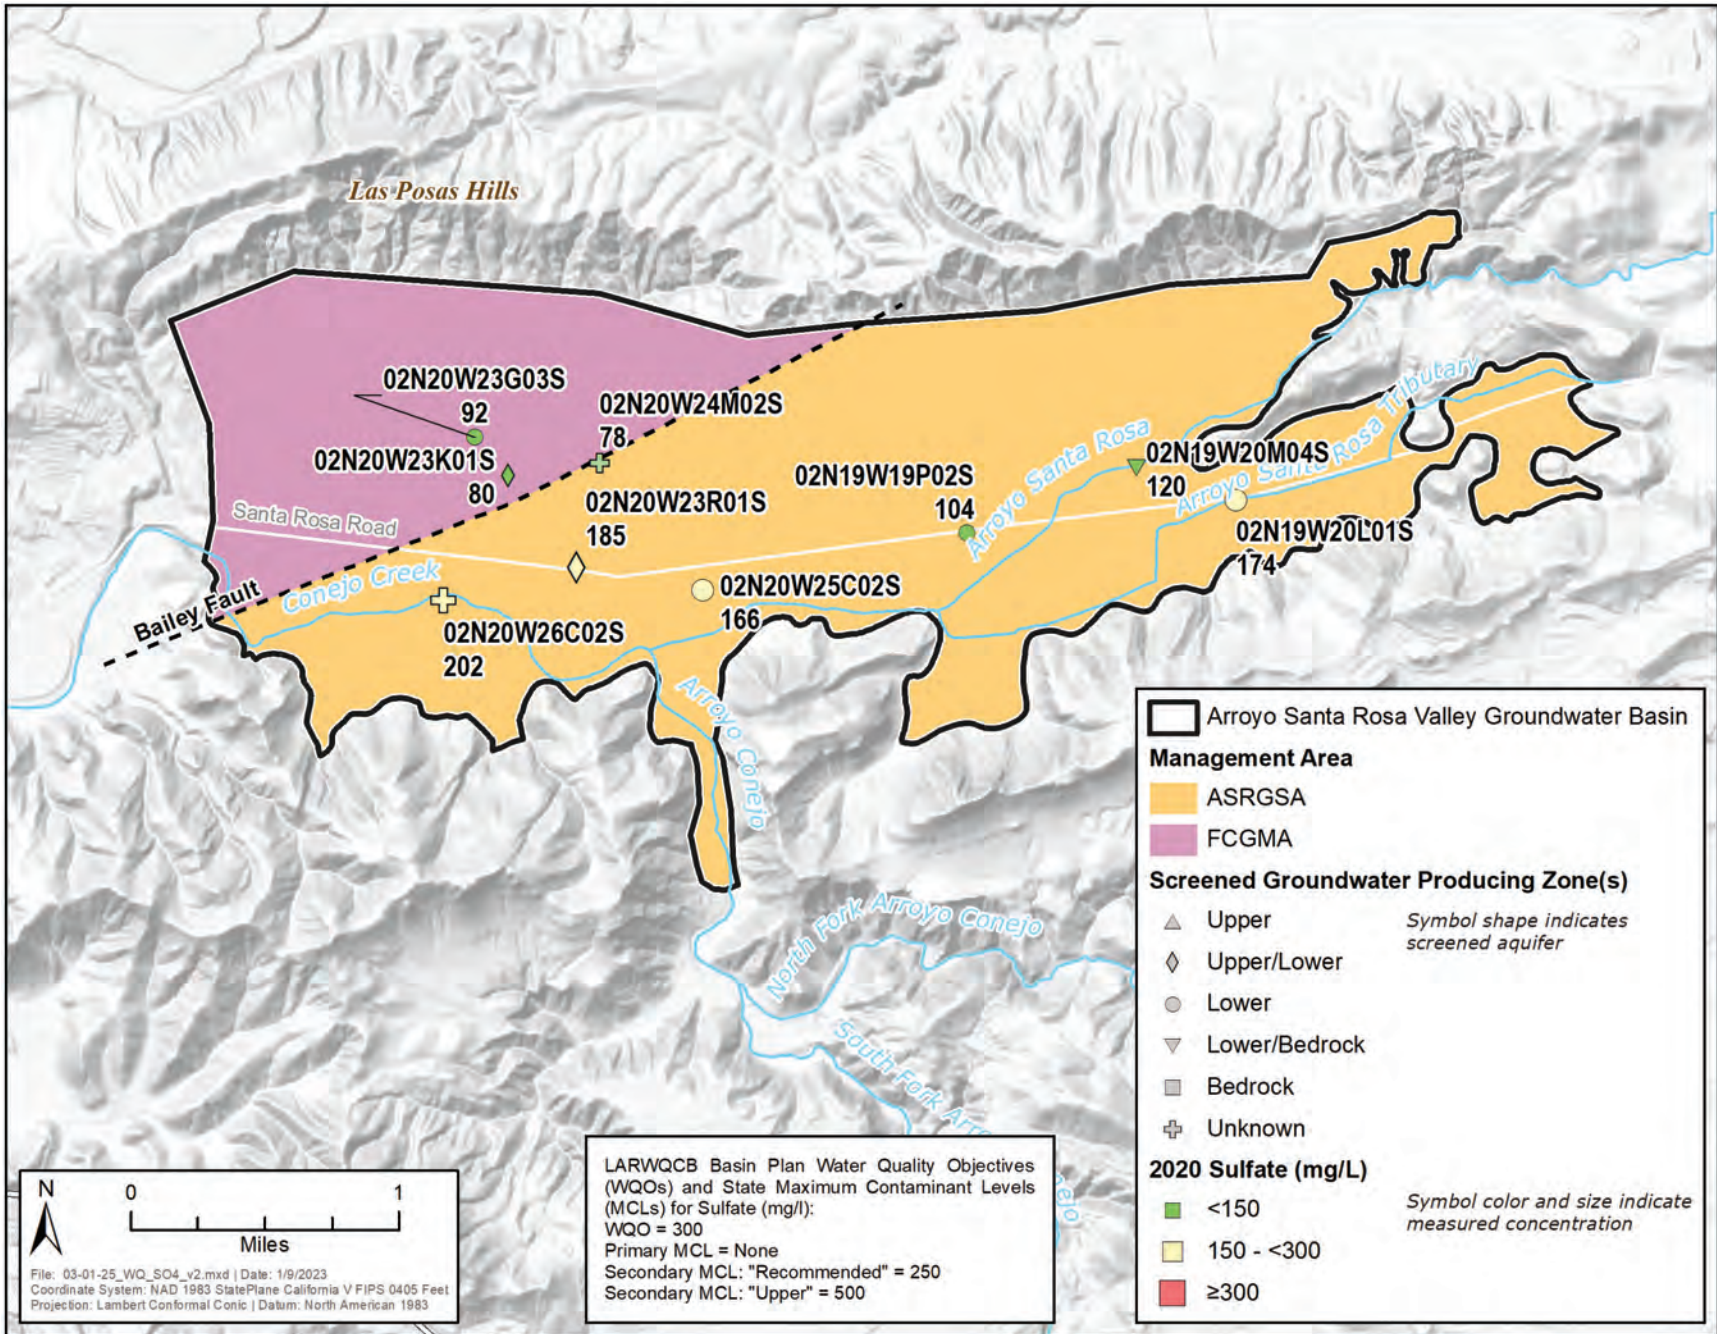 Las Posas Hills
02N20W23G03S
92
02N20W24M02S
78
02N20W23K01S
80
02N19W20M04S
120
02N19W19P02S
104
02N20W23R01S
185
Santa Rosa Road
Arroyo Santa Rosa
Arroyo Santa Rosa Tributary
02N19W20L01S
174
Conejo Creek
Bailey Fault
02N20W25C02S
166
02N20W26C02S
202
Arroyo Conejo
North Fork Arroyo Conejo
South Fork Arro
nejo
Arroyo Santa Rosa Valley Groundwater Basin
Management Area
ASRGSA
FCGMA
Screened Groundwater Producing Zone(s)
Upper
Upper/Lower
Lower
Lower/Bedrock
Bedrock
Unknown
Symbol shape indicates
screened aquifer
2020 Sulfate (mg/L)
<150
150 - <300
≥300
Symbol color and size indicate
measured concentration
N
0 1
Miles
File: 03-01-25_WQ_SO4_v2.mxd | Date: 1/9/2023
Coordinate System: NAD 1983 StatePlane California V FIPS 0405 Feet
Projection: Lambert Conformal Conic | Datum: North American 1983
LARWQCB Basin Plan Water Quality Objectives
(WQOs) and State Maximum Contaminant Levels
(MCLs) for Sulfate (mg/l):
WQO = 300
Primary MCL = None
Secondary MCL: "Recommended" = 250
Secondary MCL: "Upper" = 500